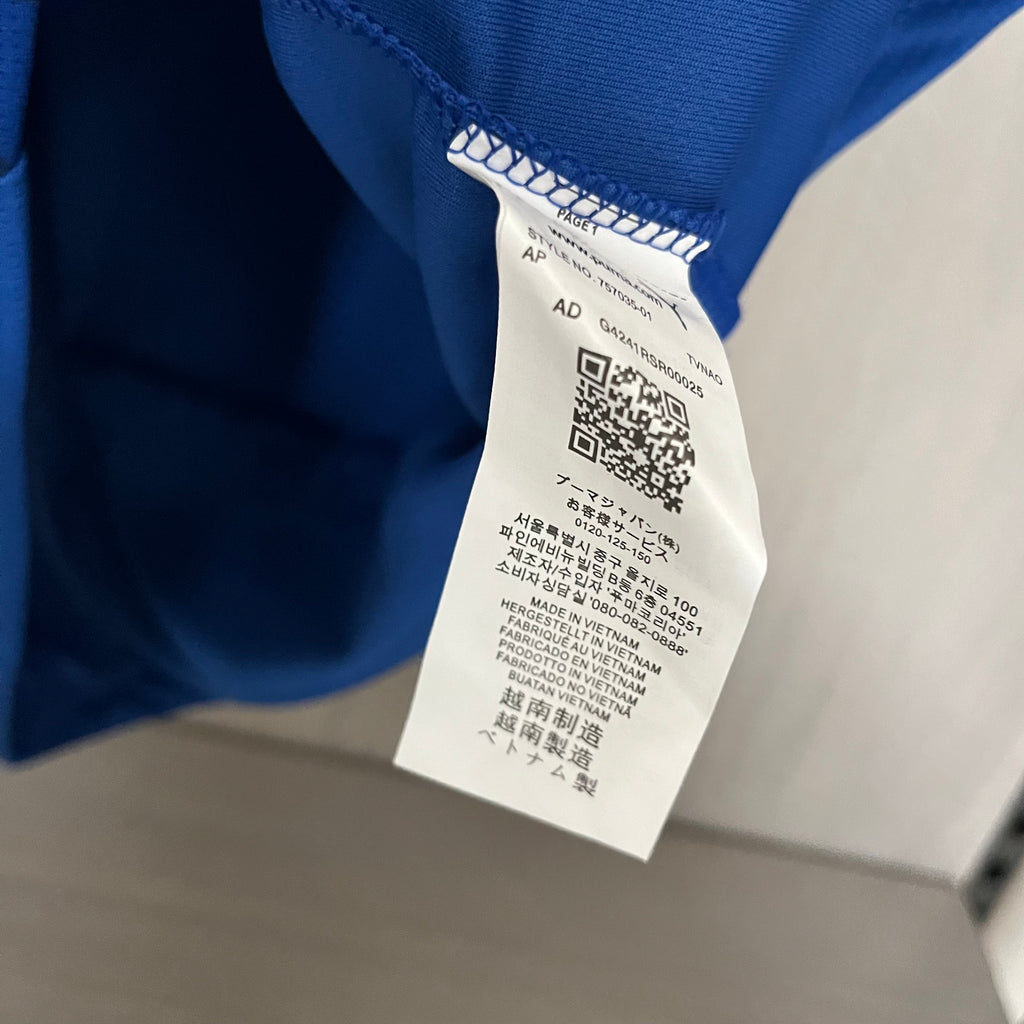 PAGE 1
www.puma.com
STYLE NO.:757035-01
AP
TVNAO
AD G4241RSR00025
プーマジャパン(株)
お客様サービス
0120-125-150
서울특별시 중구 을지로 100
파인에비뉴빌딩 B동 6층 04551
제조자/수입자 '푸마코리아'
소비자상담실 '080-082-0888'
MADE IN VIETNAM
HERGESTELLT IN VIETNAM
FABRIQUÉ AU VIETNAM
PRODUCIDO EN VIETNAM
PRODOTTO IN VIETNAM
FABRICADO NO VIETNÃ
BUATAN VIETNAM
越南制造
越南製造
ベトナム製